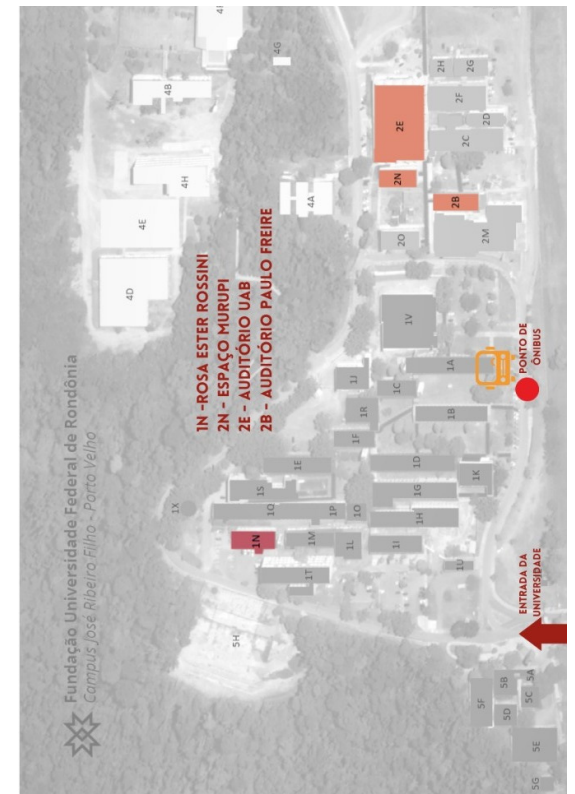 Fundação Universidade Federal de Rondônia
Campus José Ribeiro Filho - Porto Velho
1N -ROSA ESTER ROSSINI
2N - ESPAÇO MURUPI
2E - AUDITÓRIO UAB
2B - AUDITÓRIO PAULO FREIRE
4G
4B
4H
4E
4D
4A
2H
2G
2F
2D
2C
2E
2N
2B
2O
2M
1V
1A
1J
1C
1R
1F
1B
1E
1D
1K
1S
1G
1X
1Q
1P
1O
1H
1N
1M
1L
1I
1T
1U
5H
PONTO DE
ÔNIBUS
ENTRADA DA
UNIVERSIDADE
5F
5B
5A
5C
5D
5E
5G